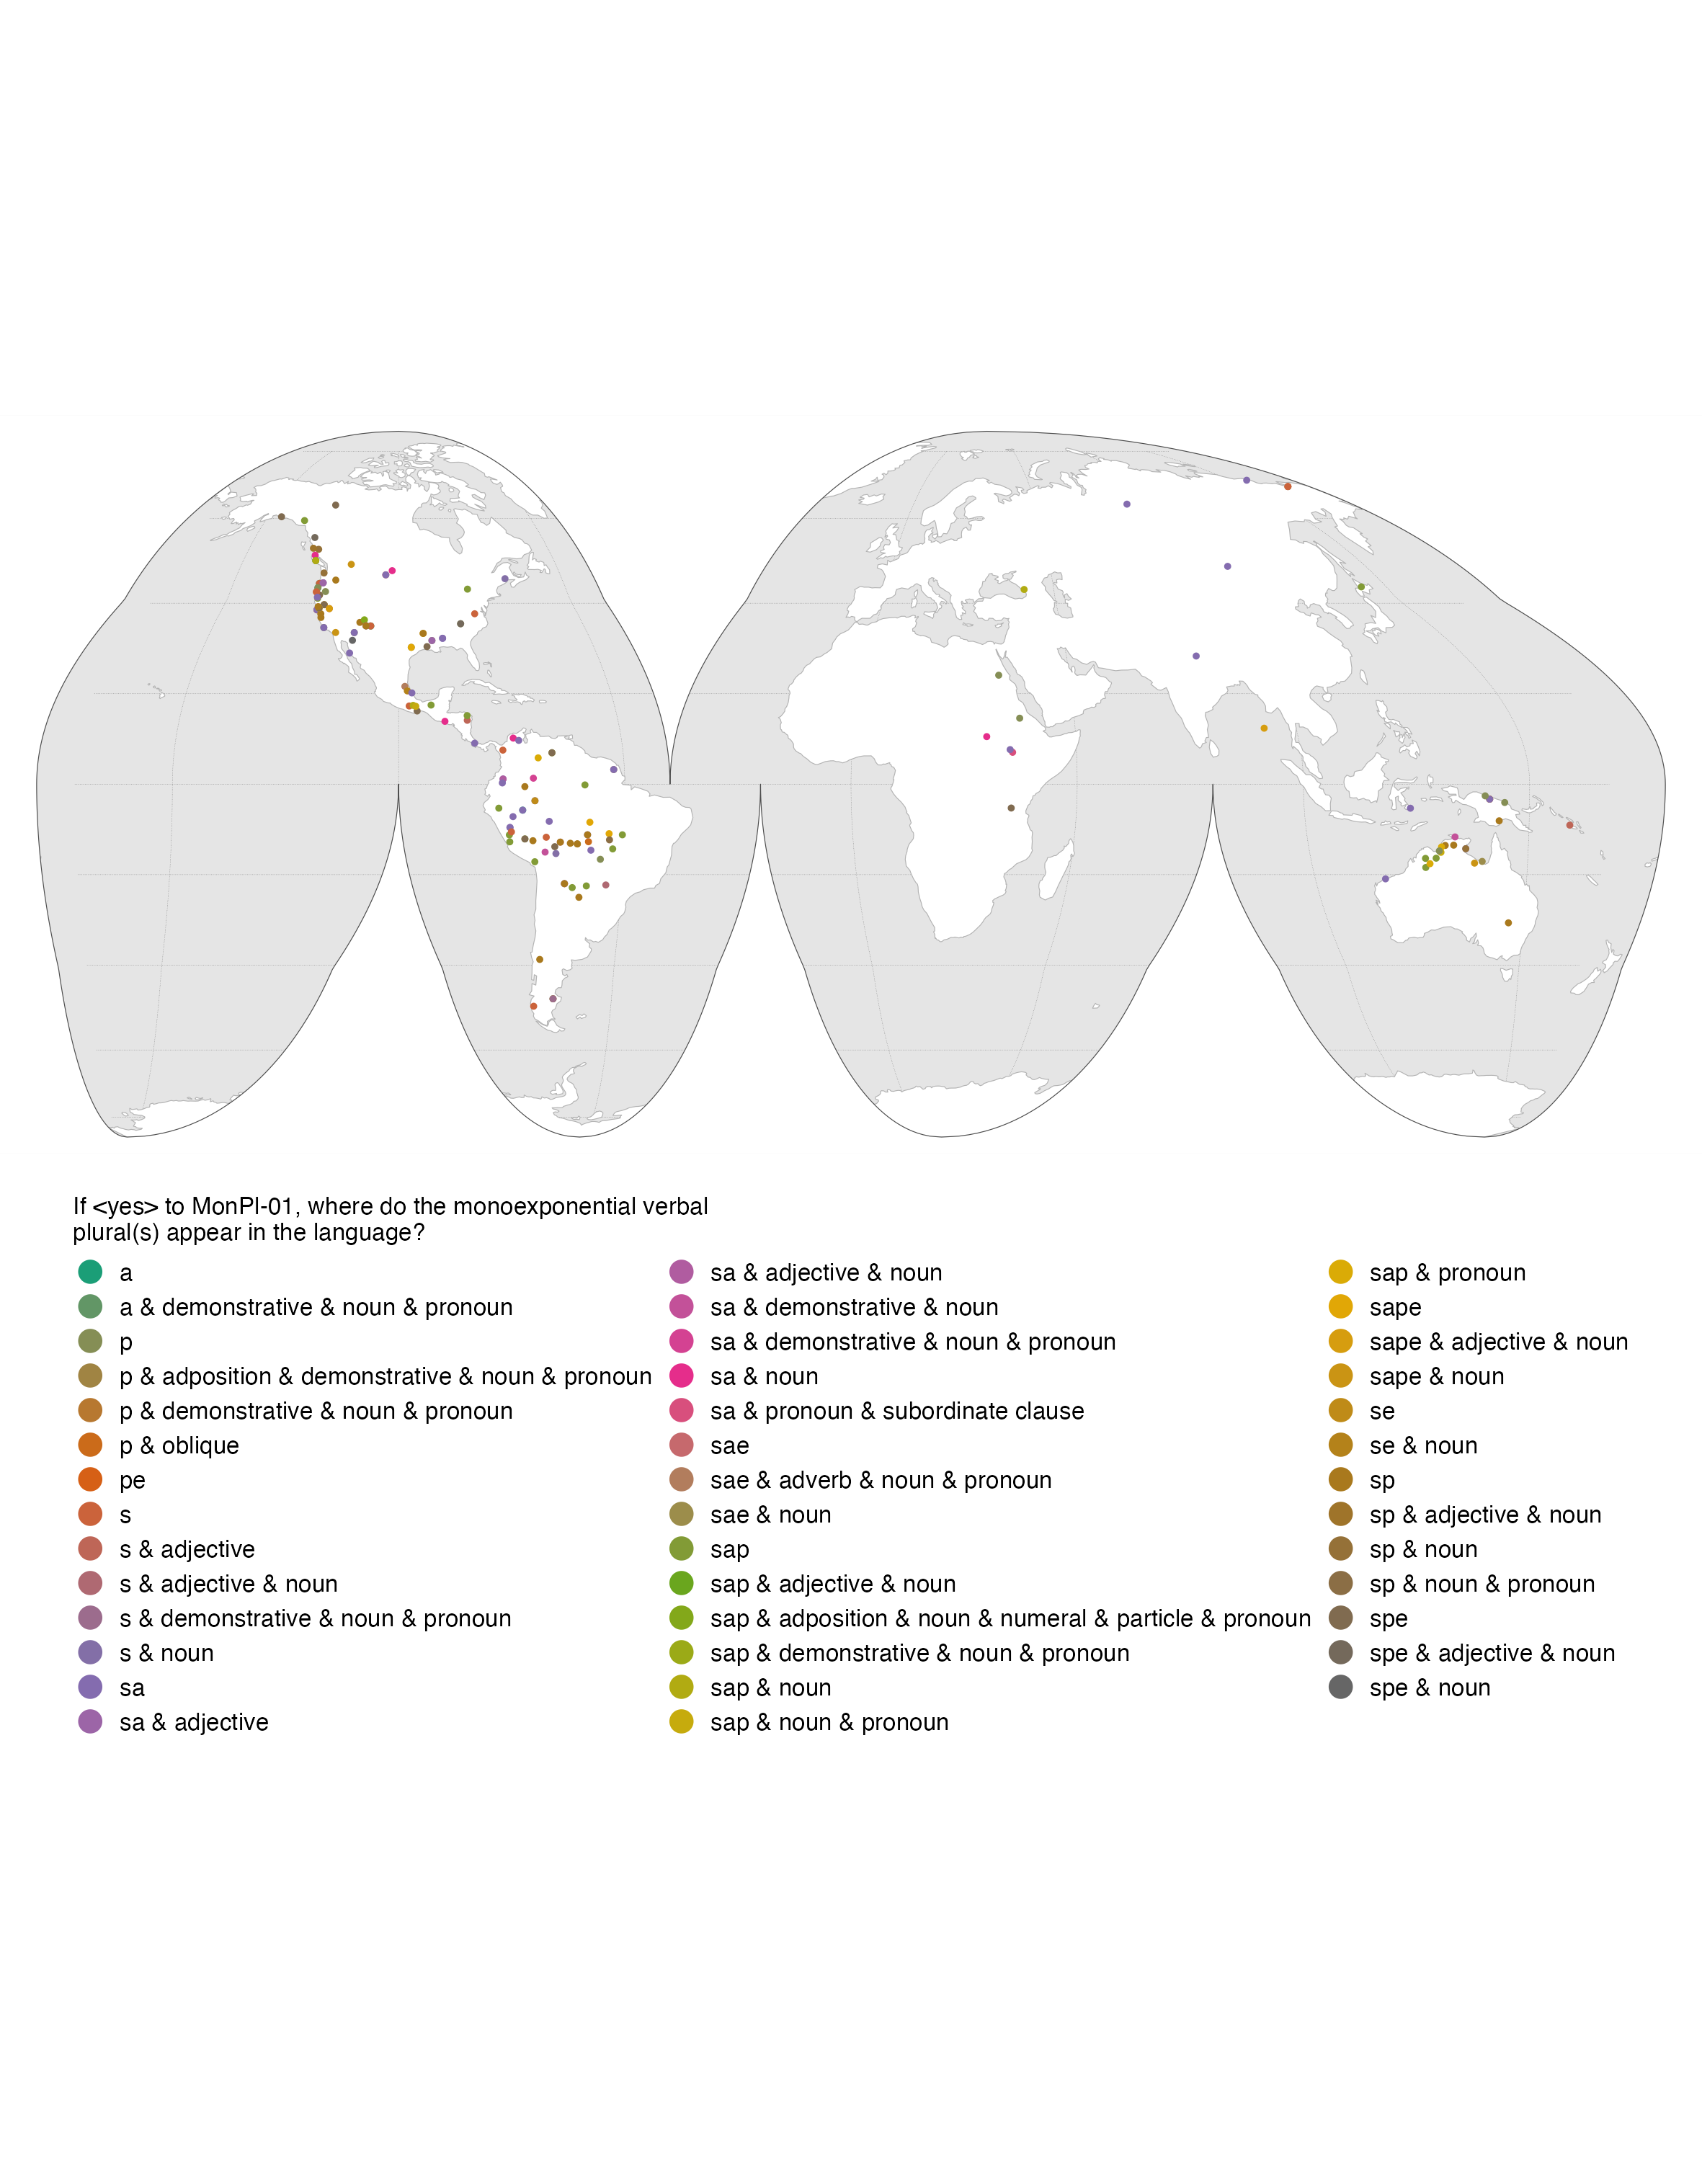 If <yes> to MonPl-01, where do the monoexponential verbal
plural(s) appear in the language?
a
a & demonstrative & noun & pronoun
p
p & adposition & demonstrative & noun & pronoun
p & demonstrative & noun & pronoun
p & oblique
pe
s
s & adjective
s & adjective & noun
s & demonstrative & noun & pronoun
s & noun
sa
sa & adjective
sa & adjective & noun
sa & demonstrative & noun
sa & demonstrative & noun & pronoun
sa & noun
sa & pronoun & subordinate clause
sae
sae & adverb & noun & pronoun
sae & noun
sap
sap & adjective & noun
sap & adposition & noun & numeral & particle & pronoun
sap & demonstrative & noun & pronoun
sap & noun
sap & noun & pronoun
sap & pronoun
sape
sape & adjective & noun
sape & noun
se
se & noun
sp
sp & adjective & noun
sp & noun
sp & noun & pronoun
spe
spe & adjective & noun
spe & noun